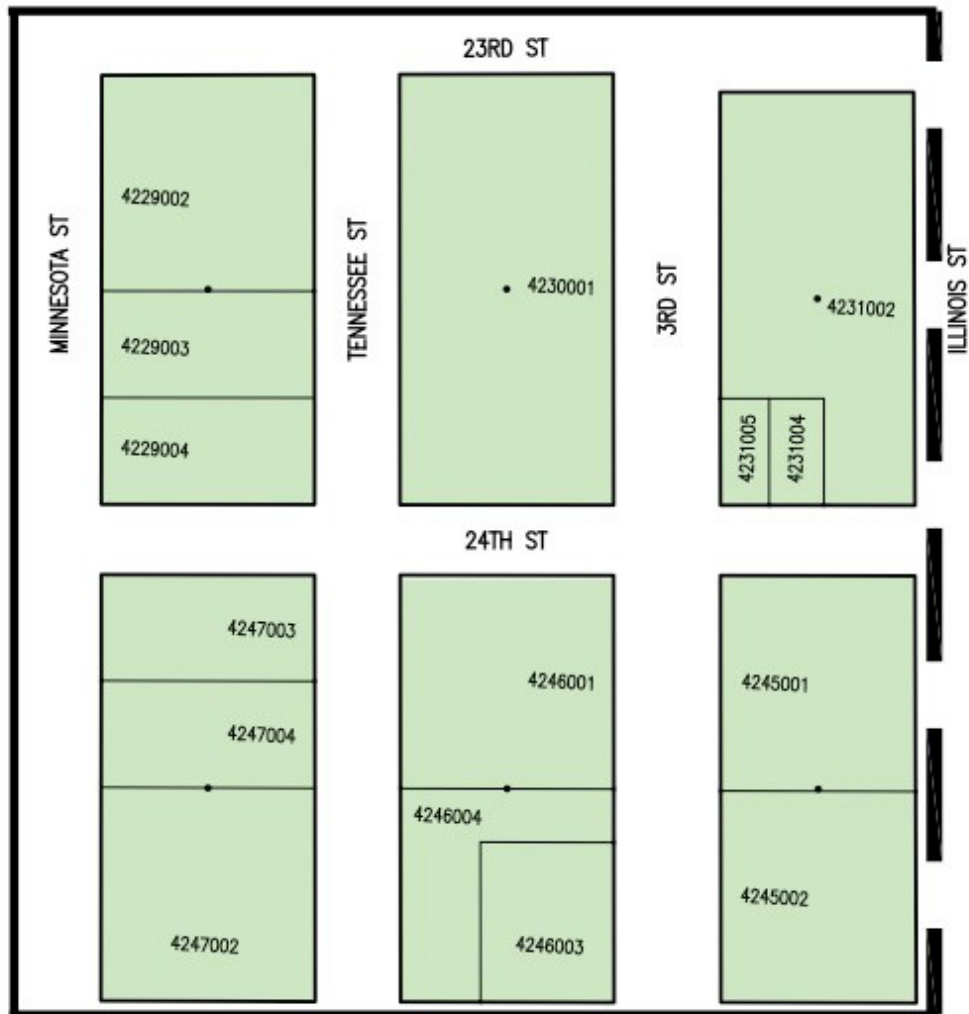 23RD ST
MINNESOTA ST
4229002
4229003
4229004
TENNESSEE ST
4230001
3RD ST
4231002
4231005
4231004
ILLINOIS ST
24TH ST
4247003
4247004
4247002
4246001
4246004
4246003
4245001
4245002